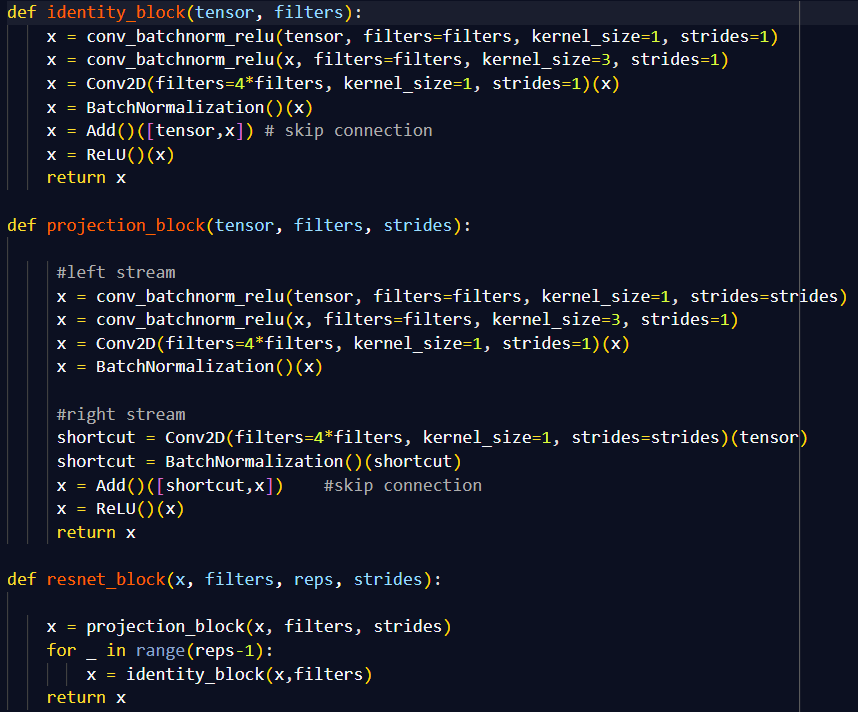 def identity_block(tensor, filters):
    x = conv_batchnorm_relu(tensor, filters=filters, kernel_size=1, strides=1)
    x = conv_batchnorm_relu(x, filters=filters, kernel_size=3, strides=1)
    x = Conv2D(filters=4*filters, kernel_size=1, strides=1)(x)
    x = BatchNormalization()(x)
    x = Add()([tensor,x]) # skip connection
    x = ReLU()(x)
    return x

def projection_block(tensor, filters, strides):

     #left stream
     x = conv_batchnorm_relu(tensor, filters=filters, kernel_size=1, strides=strides)
     x = conv_batchnorm_relu(x, filters=filters, kernel_size=3, strides=1)
     x = Conv2D(filters=4*filters, kernel_size=1, strides=1)(x)
     x = BatchNormalization()(x)

     #right stream
     shortcut = Conv2D(filters=4*filters, kernel_size=1, strides=strides)(tensor)
     shortcut = BatchNormalization()(shortcut)
     x = Add()([shortcut,x])    #skip connection
     x = ReLU()(x)
     return x

def resnet_block(x, filters, reps, strides):

    x = projection_block(x, filters, strides)
    for _ in range(reps-1):
        x = identity_block(x,filters)
    return x